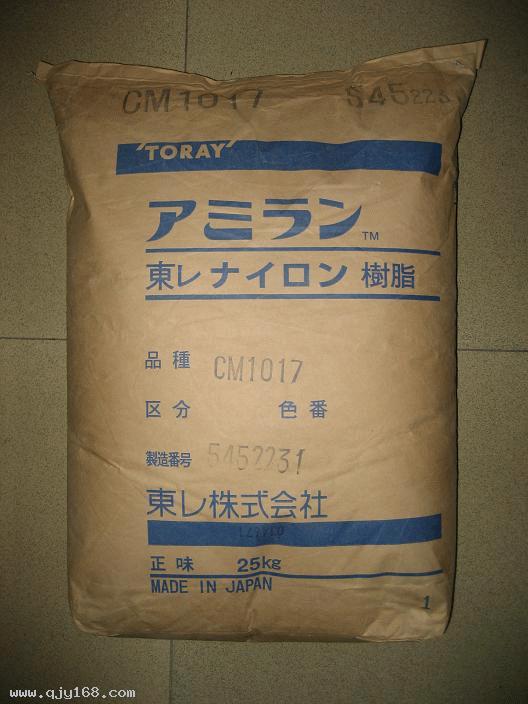 CM1017 S452231
'TORAY'
アミラン™
東レ ナイロン 樹脂
品種 CM1017
区分 色番
製造番号 5452231
東レ株式会社
正味 25kg
MADE IN JAPAN
1
www.qjy168.com